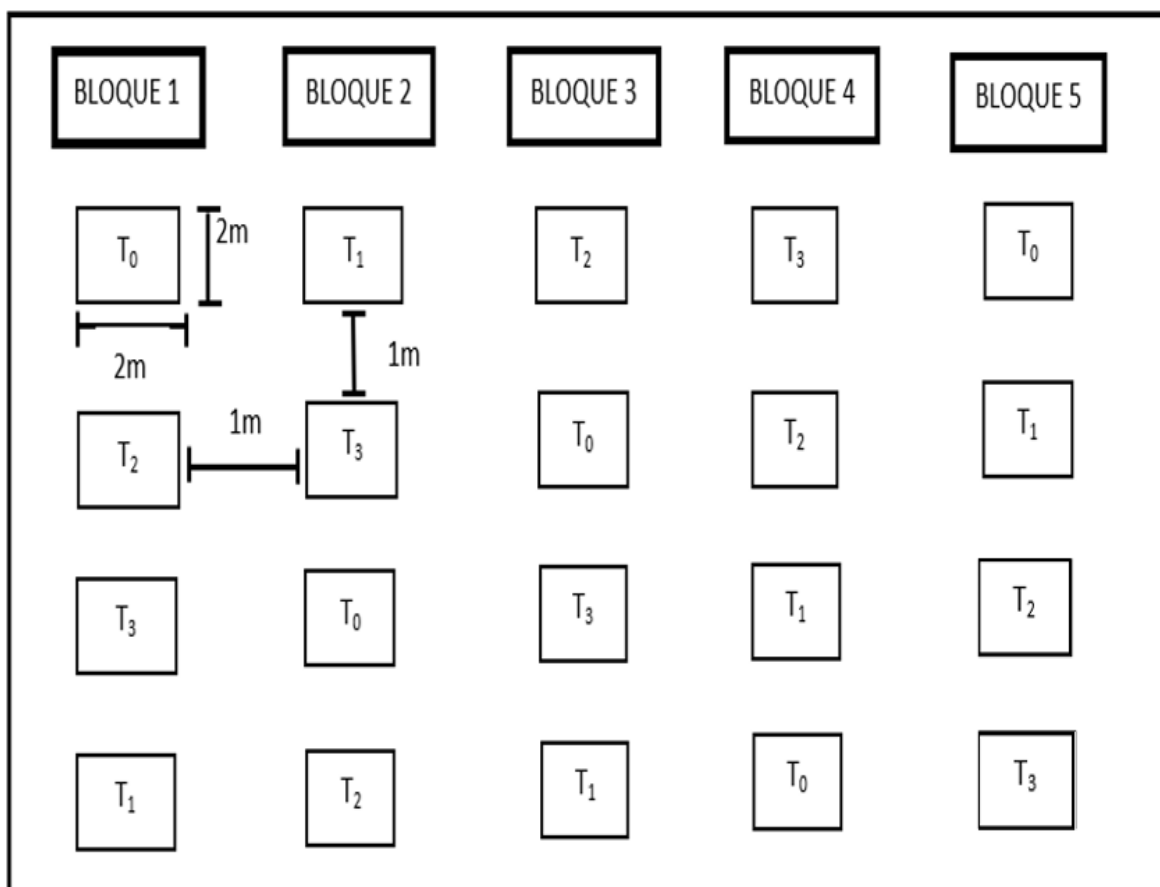 BLOQUE 1 BLOQUE 2 BLOQUE 3 BLOQUE 4 BLOQUE 5
T₀ 2m T₁ T₂ T₃ T₀
2m 1m
T₂ 1m T₃ T₀ T₂ T₁
T₃ T₀ T₃ T₁ T₂
T₁ T₂ T₁ T₀ T₃